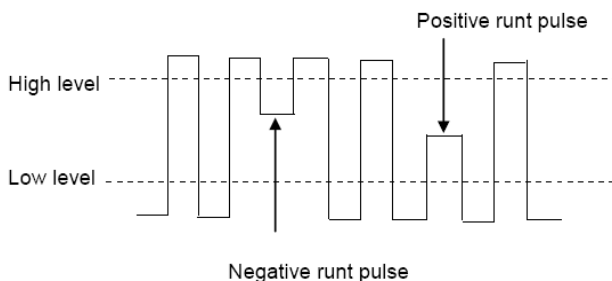 Positive runt pulse
High level
Low level
Negative runt pulse